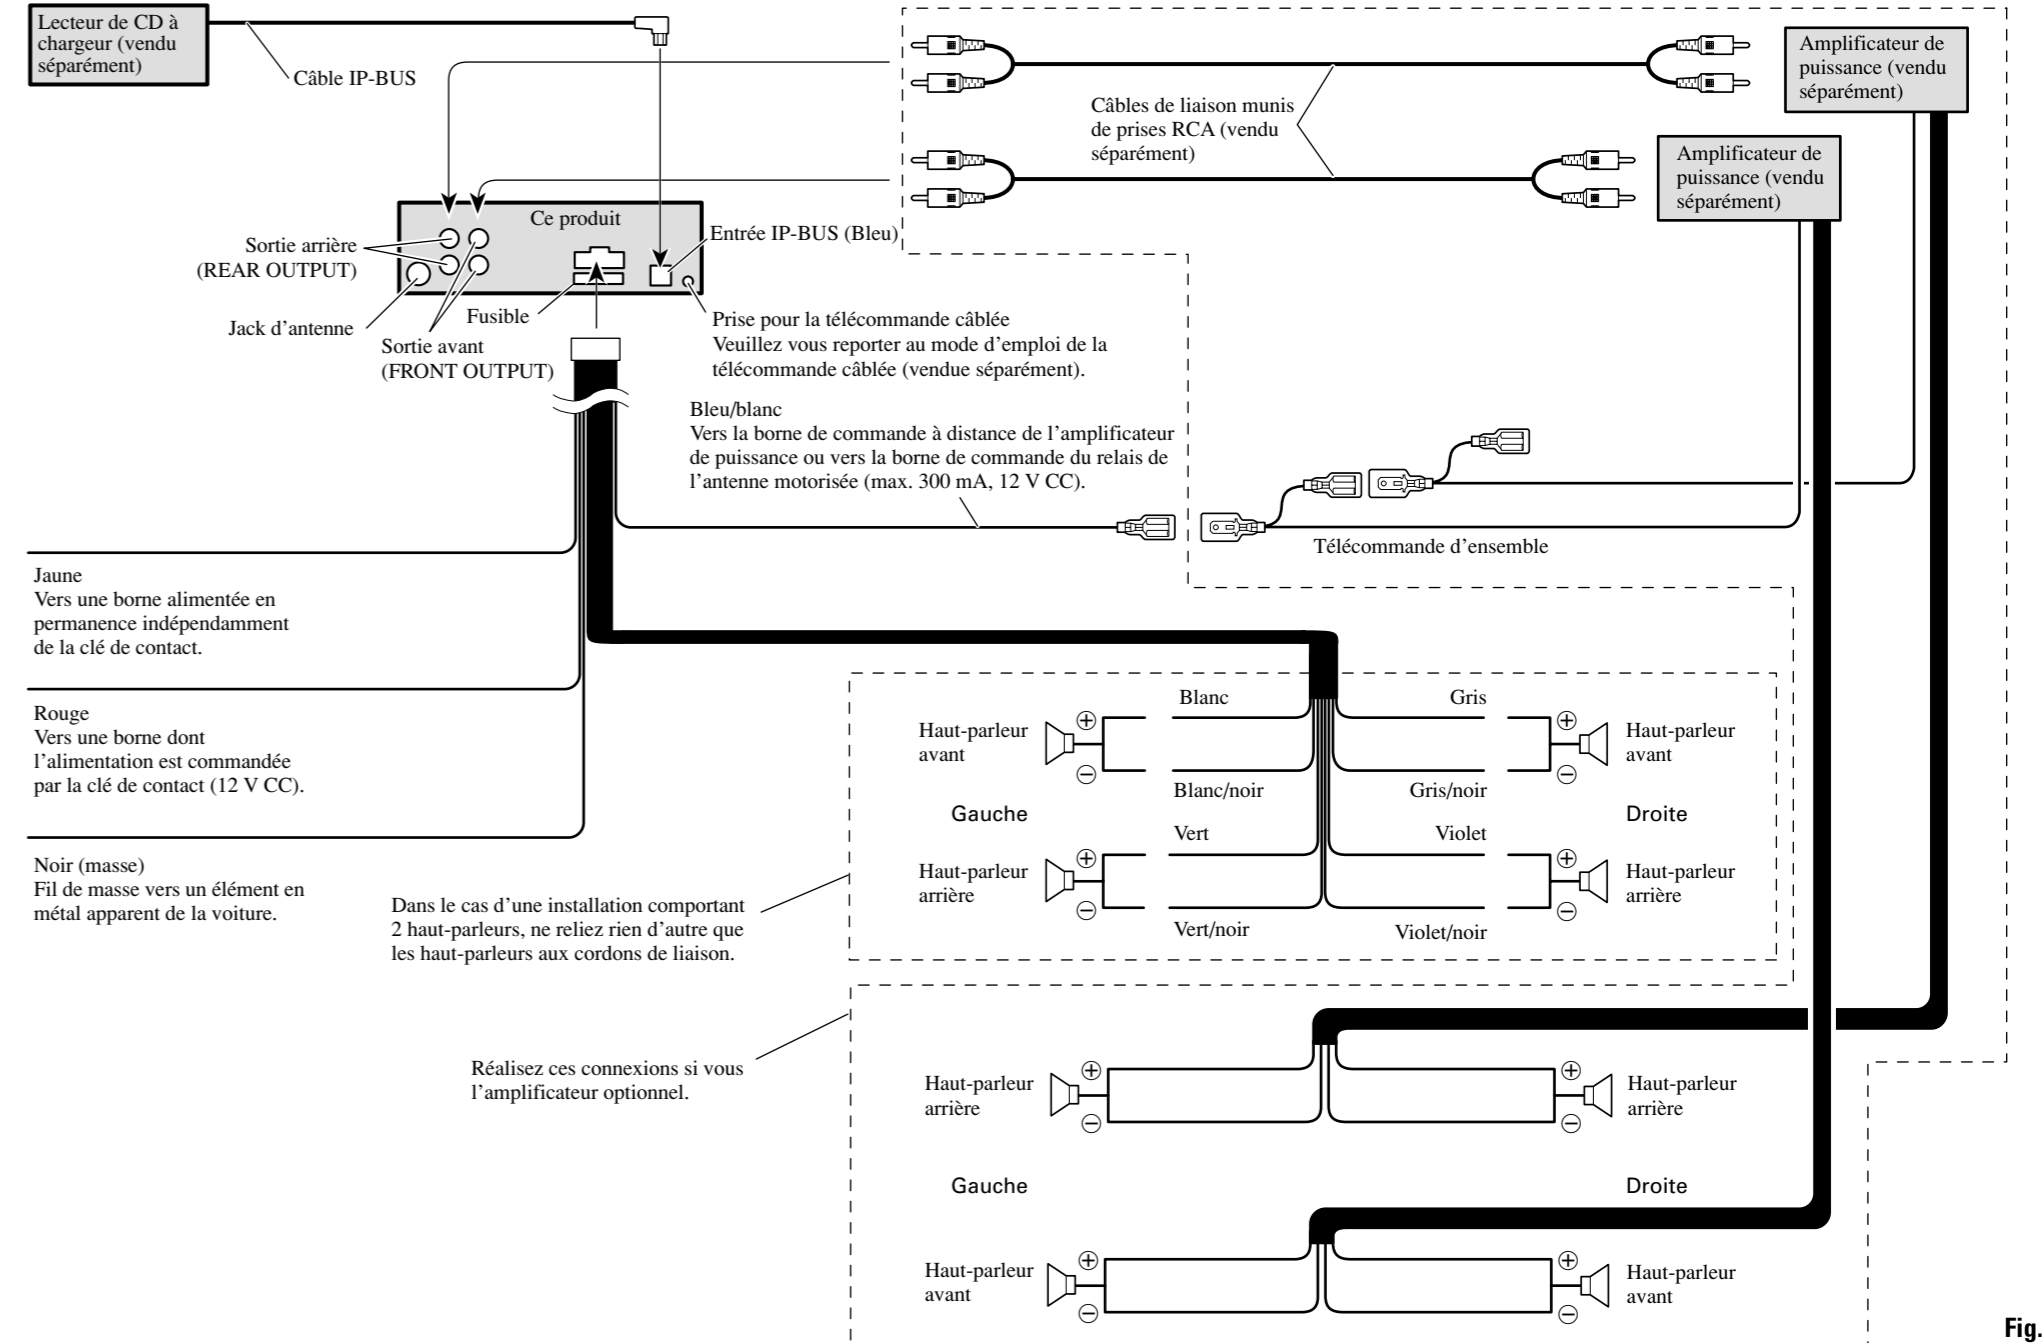 Lecteur de CD à
chargeur (vendu
séparément)
Câble IP-BUS
Câbles de liaison munis
de prises RCA (vendu
séparément)
Amplificateur de
puissance (vendu
séparément)
Amplificateur de
puissance (vendu
séparément)
Ce produit
Sortie arrière
(REAR OUTPUT)
Entrée IP-BUS (Bleu)
Jack d'antenne
Fusible
Sortie avant
(FRONT OUTPUT)
Prise pour la télécommande câblée
Veuillez vous reporter au mode d'emploi de la
télécommande câblée (vendue séparément).
Bleu/blanc
Vers la borne de commande à distance de l'amplificateur
de puissance ou vers la borne de commande du relais de
l'antenne motorisée (max. 300 mA, 12 V CC).
Télécommande d'ensemble
Jaune
Vers une borne alimentée en
permanence indépendamment
de la clé de contact.
Rouge
Vers une borne dont
l'alimentation est commandée
par la clé de contact (12 V CC).
Noir (masse)
Fil de masse vers un élément en
métal apparent de la voiture.
Blanc
Gris
Haut-parleur
avant
⊕
⊖
⊕
⊖
Haut-parleur
avant
Blanc/noir
Gris/noir
Gauche
Droite
Vert
Violet
Haut-parleur
arrière
⊕
⊖
⊕
⊖
Haut-parleur
arrière
Vert/noir
Violet/noir
Dans le cas d'une installation comportant
2 haut-parleurs, ne reliez rien d'autre que
les haut-parleurs aux cordons de liaison.
Réalisez ces connexions si vous
l'amplificateur optionnel.
Haut-parleur
arrière
⊕
⊖
⊕
⊖
Haut-parleur
arrière
Gauche
Droite
Haut-parleur
avant
⊕
⊖
⊕
⊖
Haut-parleur
avant
Fig.